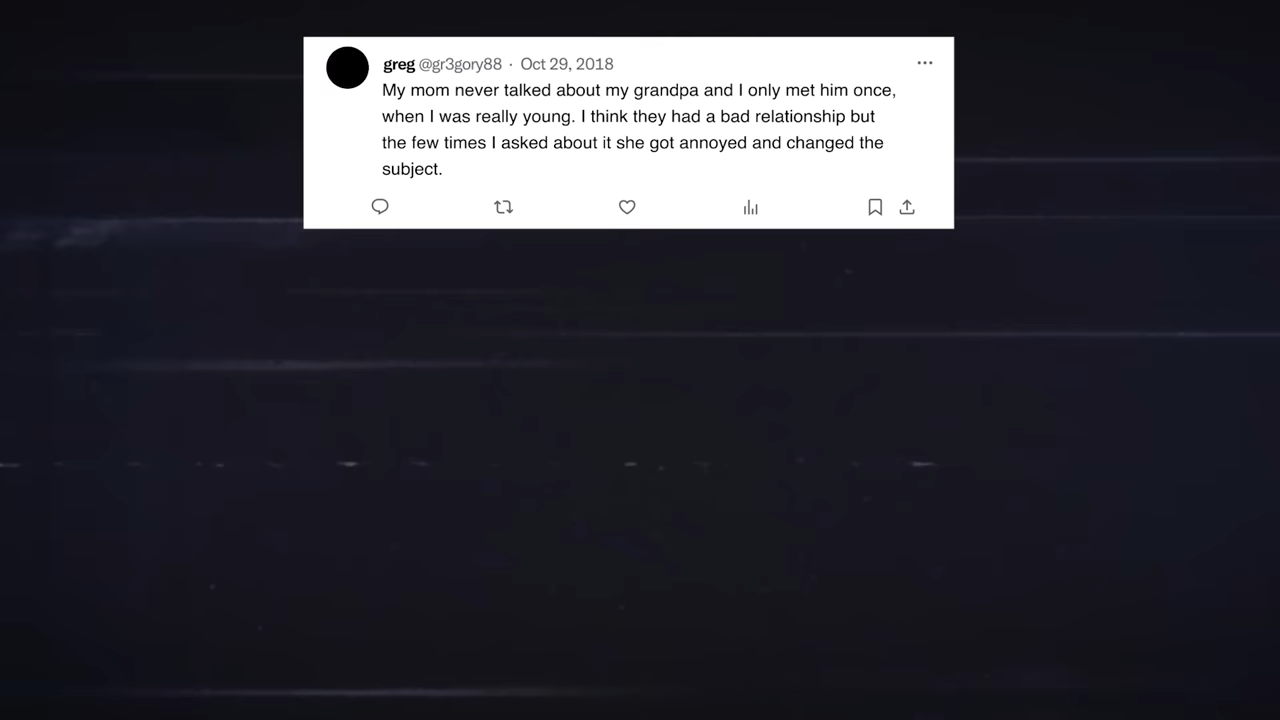 greg @gr3gory88 · Oct 29, 2018
My mom never talked about my grandpa and I only met him once,
when I was really young. I think they had a bad relationship but
the few times I asked about it she got annoyed and changed the
subject.